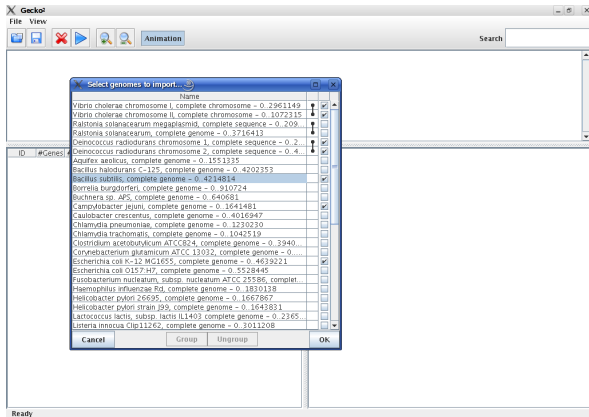 Gecko²
File View
Animation
Search
Select genomes to import...
Name
Vibrio cholerae chromosome I, complete chromosome - 0..2961149
Vibrio cholerae chromosome II, complete chromosome - 0..1072315
Ralstonia solanacearum megaplasmid, complete sequence - 0..209...
Ralstonia solanacearum, complete genome - 0..3716413
Deinococcus radiodurans chromosome 1, complete sequence - 0..2...
Deinococcus radiodurans chromosome 2, complete sequence - 0..4...
Aquifex aeolicus, complete genome - 0..1551335
Bacillus halodurans C-125, complete genome - 0..4202353
Bacillus subtilis, complete genome - 0..4214814
Borrelia burgdorferi, complete genome - 0..910724
Buchnera sp. APS, complete genome - 0..640681
Campylobacter jejuni, complete genome - 0..1641481
Caulobacter crescentus, complete genome - 0..4016947
Chlamydia pneumoniae, complete genome - 0..1230230
Chlamydia trachomatis, complete genome - 0..1042519
Clostridium acetobutylicum ATCC824, complete genome - 0..3940...
Corynebacterium glutamicum ATCC 13032, complete genome - 0....
Escherichia coli K-12 MG1655, complete genome - 0..4639221
Escherichia coli O157:H7, complete genome - 0..5528445
Fusobacterium nucleatum, subsp. nucleatum ATCC 25586, complet...
Haemophilus influenzae Rd, complete genome - 0..1830138
Helicobacter pylori 26695, complete genome - 0..1667867
Helicobacter pylori strain J99, complete genome - 0..1643831
Lactococcus lactis, subsp. lactis IL1403 complete genome - 0..2365...
Listeria innocua Clip11262, complete genome - 0..3011208
Cancel Group Ungroup OK
ID #Genes #
Ready